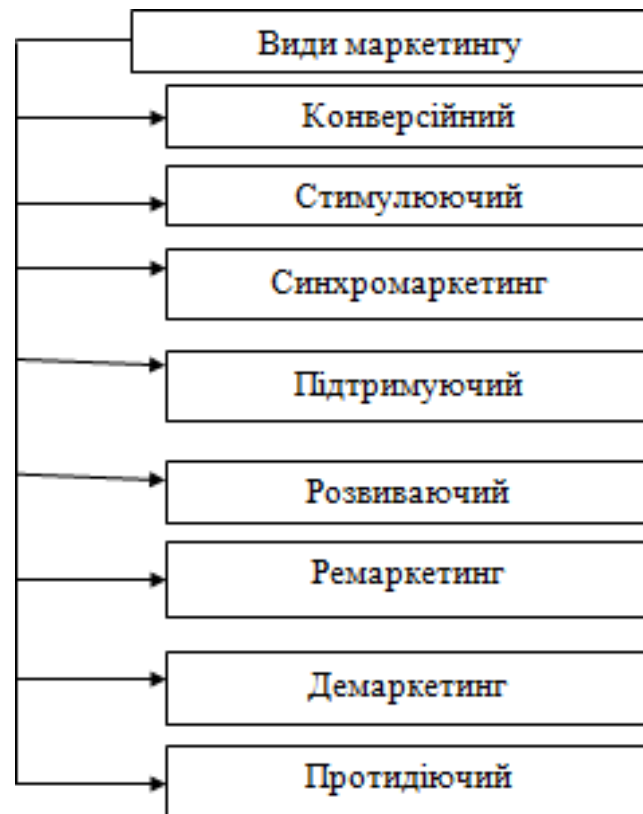 Види маркетингу
Конверсійний
Стимулюючий
Синхромаркетинг
Підтримуючий
Розвиваючий
Ремаркетинг
Демаркетинг
Протидіючий